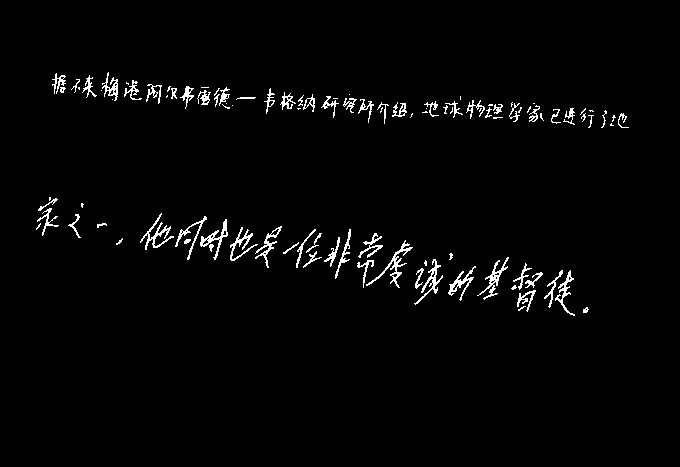 据不来梅港阿尔弗雷德—韦格纳研究所介绍,地球物理学家已进行了地
家之一,他同时也是一位非常虔诚的基督徒。